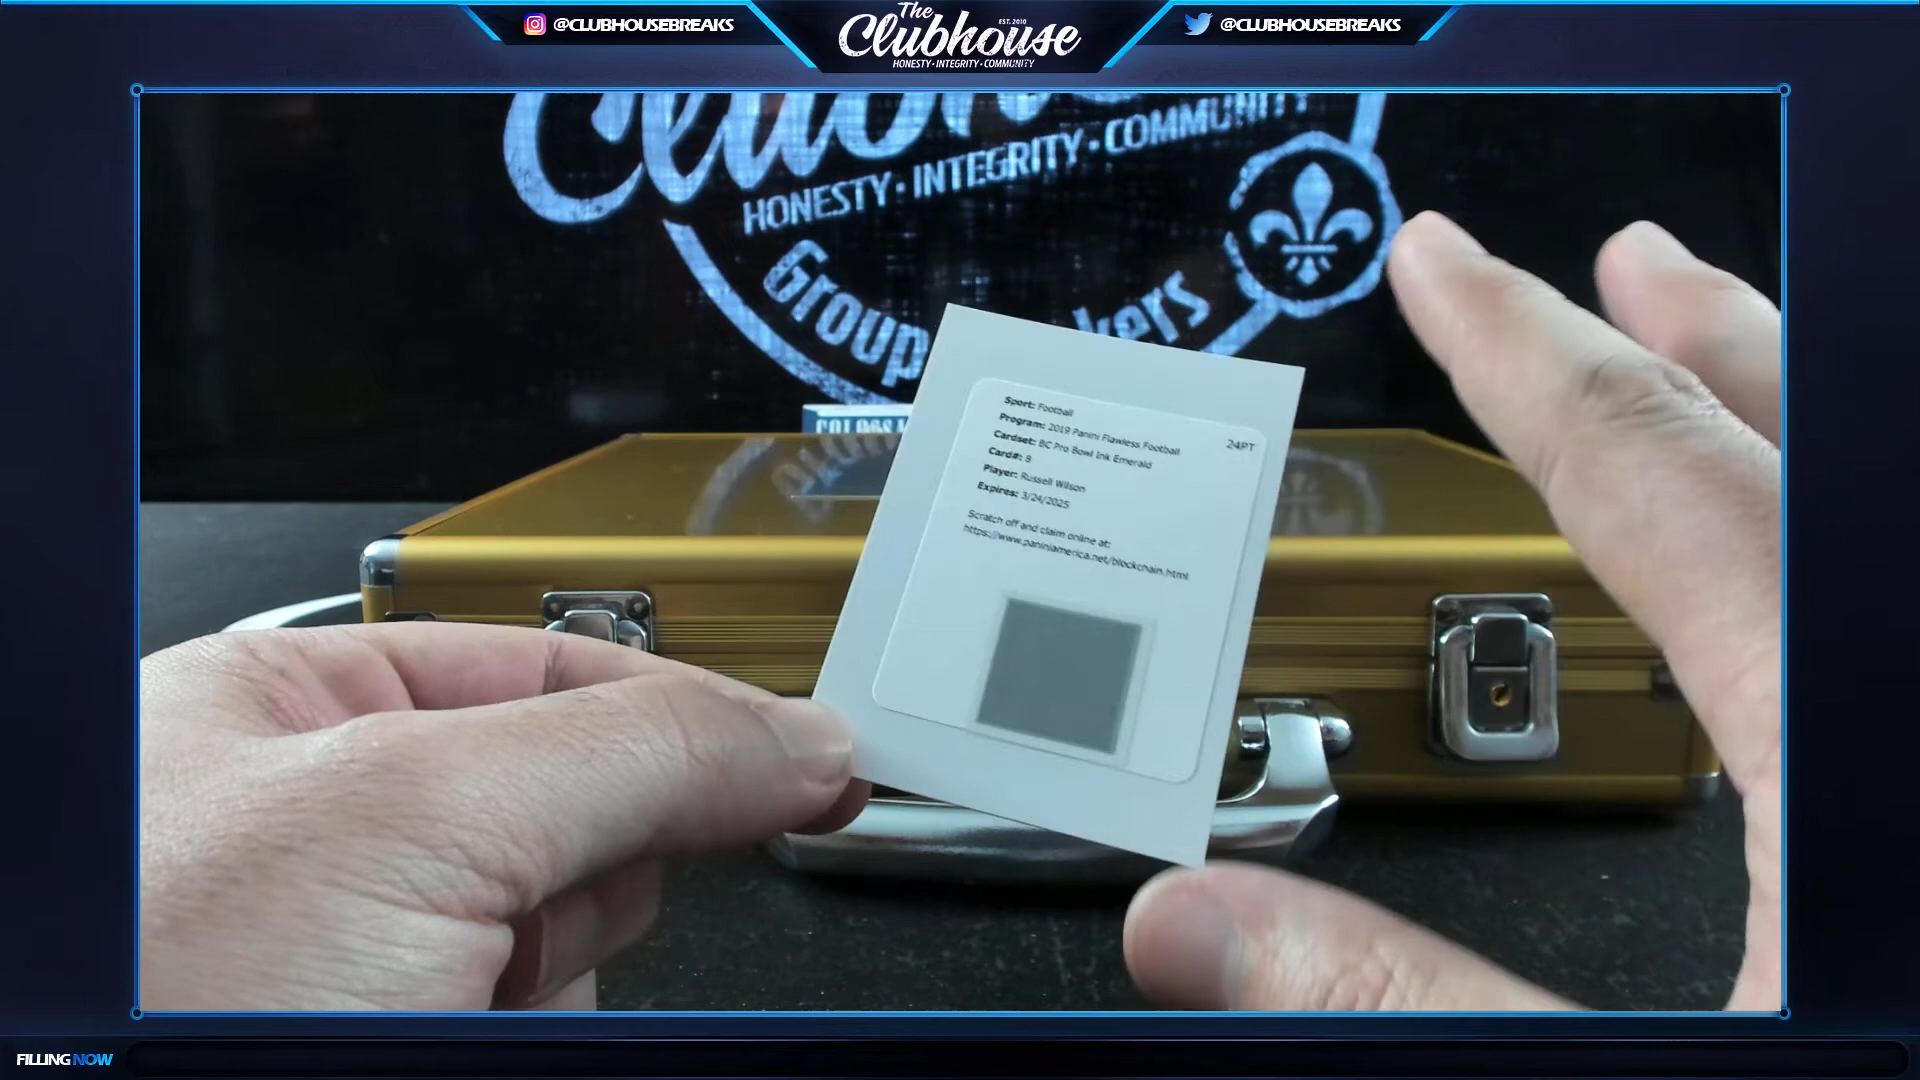 @CLUBHOUSEBREAKS
The
EST. 2010
Clubhouse
HONESTY • INTEGRITY • COMMUNITY
@CLUBHOUSEBREAKS
HONESTY • INTEGRITY • COMMUNITY
Group
Sport: Football
24PT
Program: 2019 Panini Flawless Football
Cardset: BC Pro Bowl Ink Emerald
Card#: 8
Player: Russell Wilson
Expires: 3/24/2025
Scratch off and claim online at:
https://www.paniniamerica.net/blockchain.html
FILLING NOW